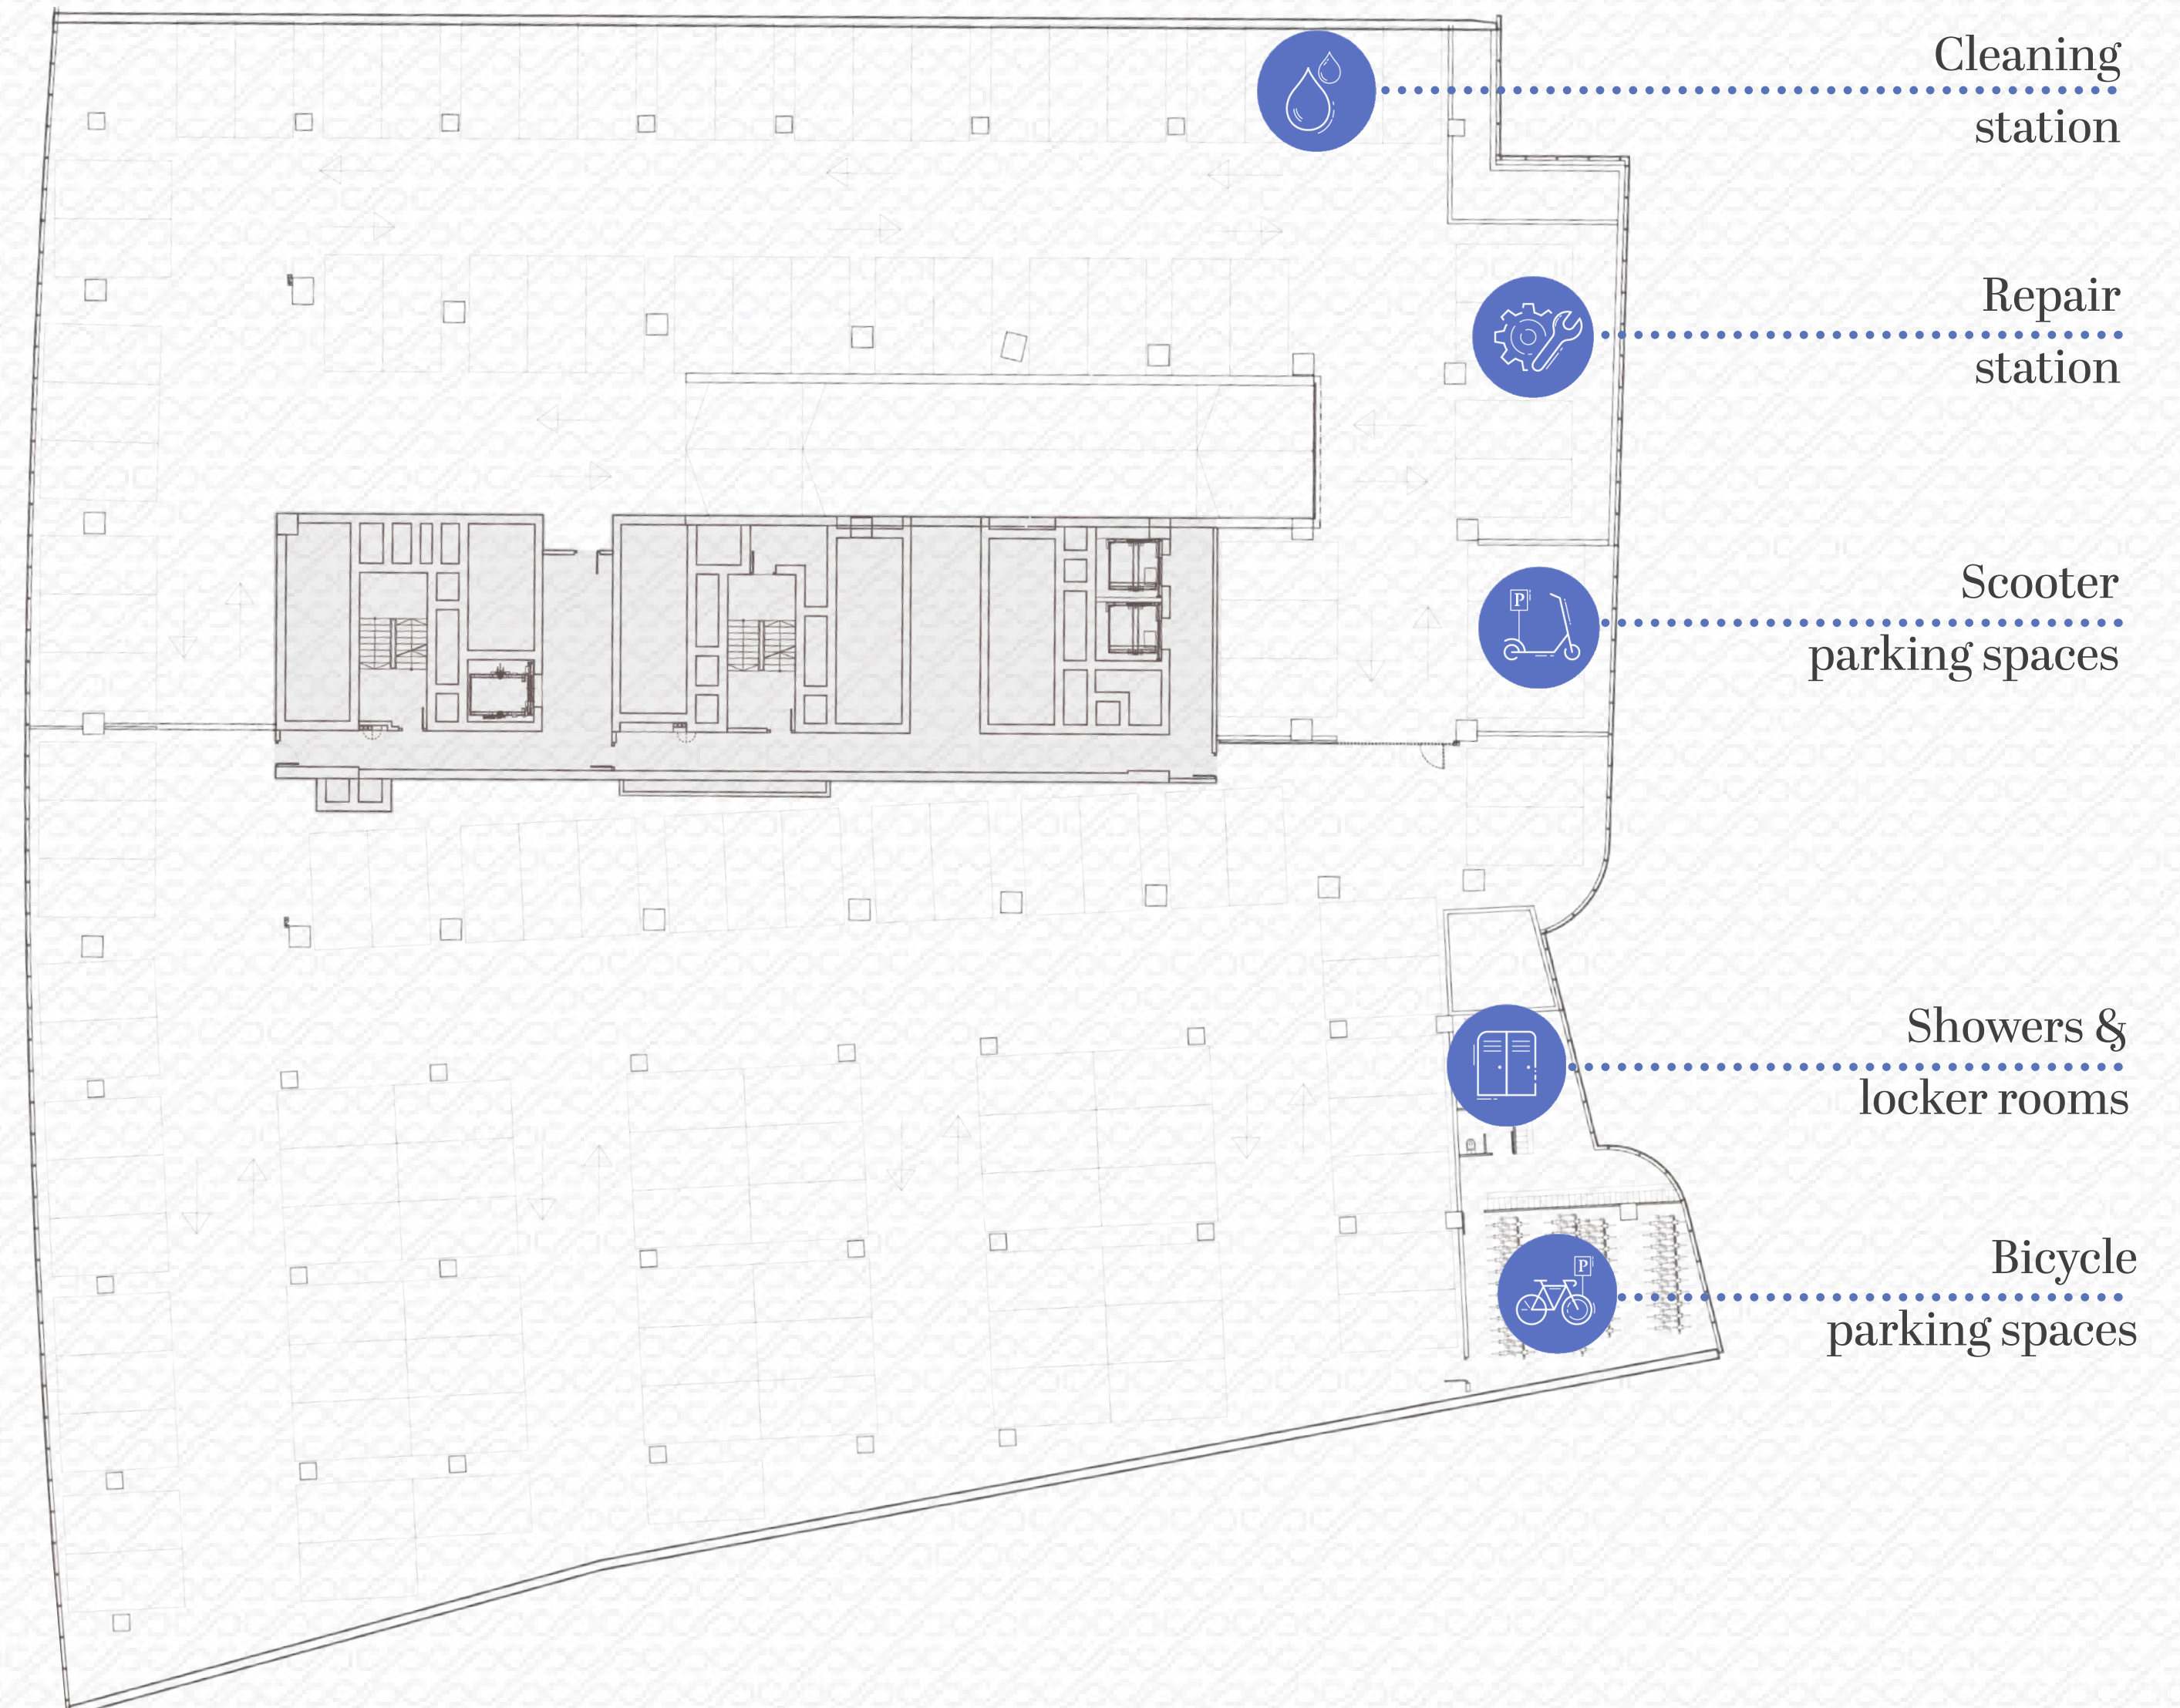 Cleaning
station
Repair
station
P
Scooter
parking spaces
Showers &
locker rooms
P
Bicycle
parking spaces